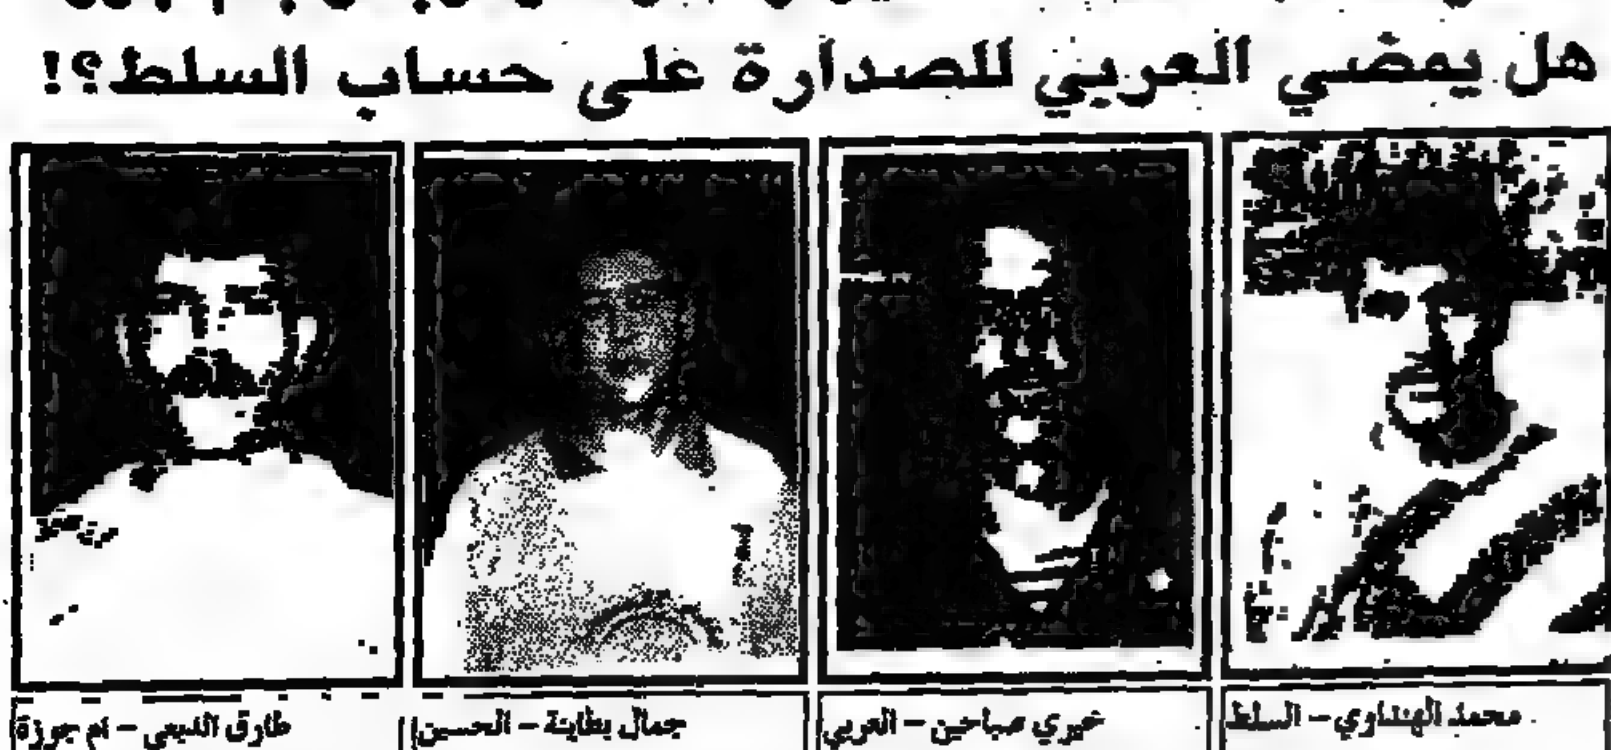 هل يمضي العربي للصدارة على حساب السلط؟!
محمد الهنداوي – السلط
خيري صباحين – العربي
جمال بطاينة – الحسين
طارق – ام جوزة